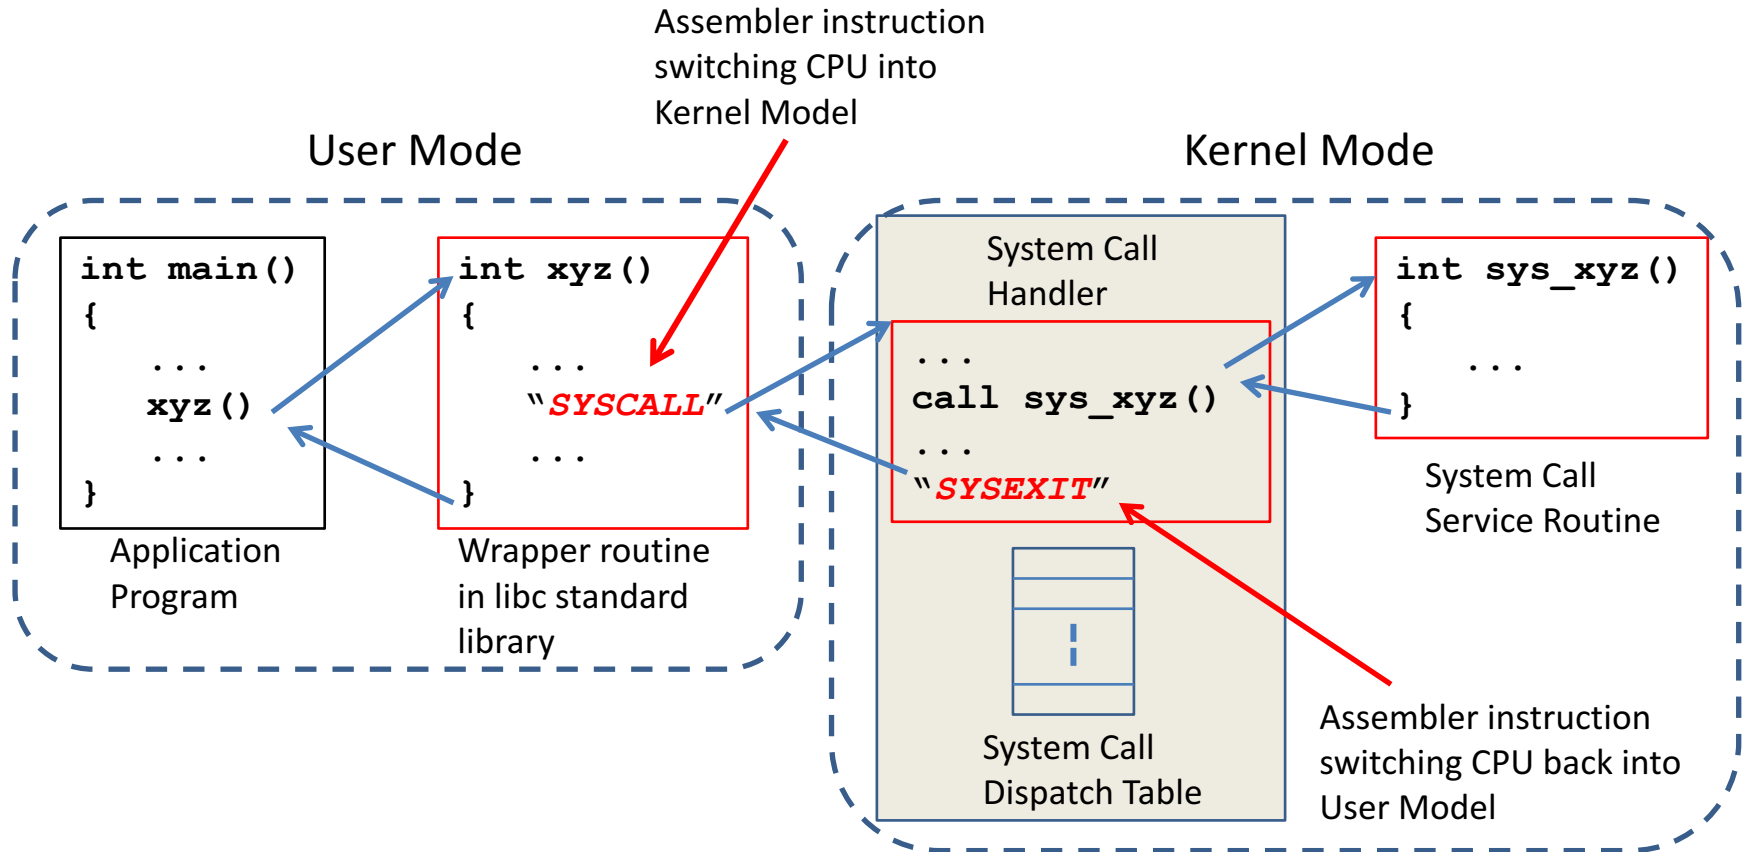 Assembler instruction
switching CPU into
Kernel Model
User Mode
Kernel Mode
int main()
{
...
xyz()
...
}
Application
Program
int xyz()
{
...
“SYSCALL”
...
}
Wrapper routine
in libc standard
library
System Call
Handler
...
call sys_xyz()
...
“SYSEXIT”
System Call
Dispatch Table
int sys_xyz()
{
...
}
System Call
Service Routine
Assembler instruction
switching CPU back into
User Model